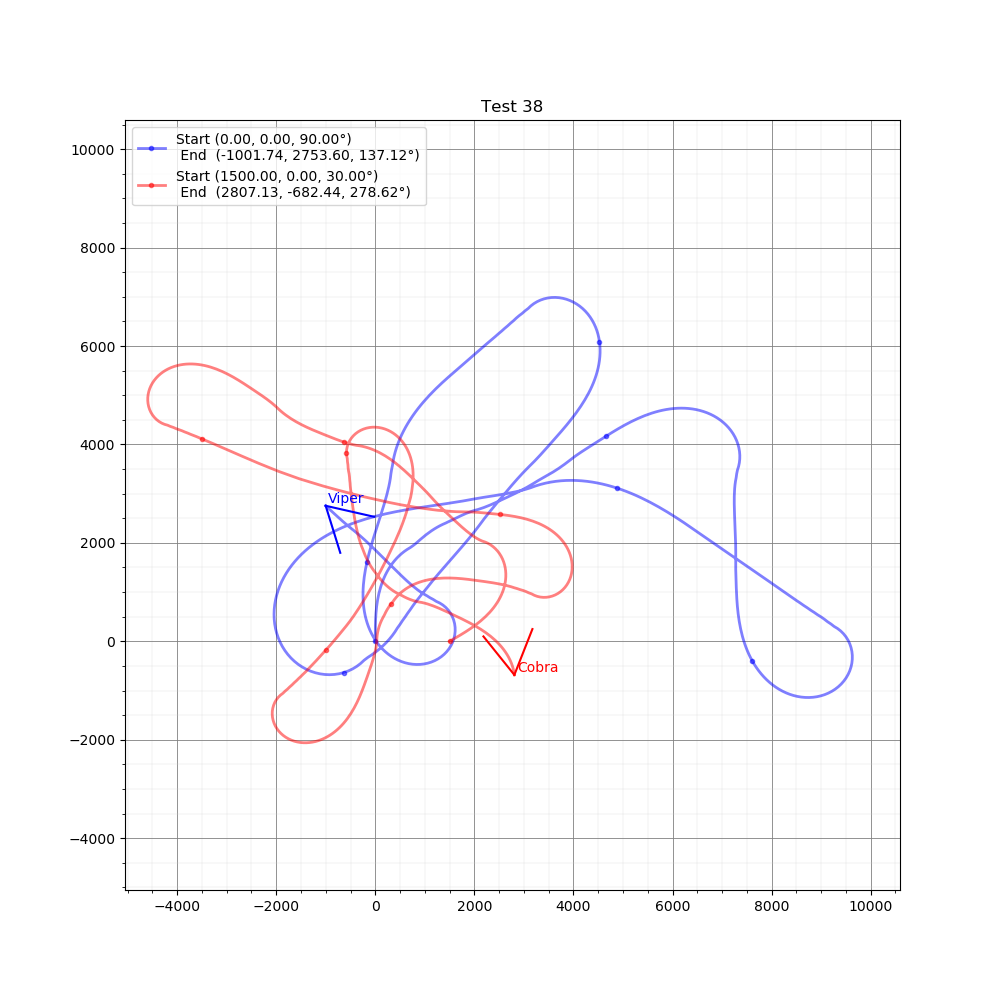 Test 38
Start (0.00, 0.00, 90.00°)
End (-1001.74, 2753.60, 137.12°)
Start (1500.00, 0.00, 30.00°)
End (2807.13, -682.44, 278.62°)
10000
8000
6000
4000
2000
0
−2000
−4000
Viper
Cobra
−4000 −2000 0 2000 4000 6000 8000 10000